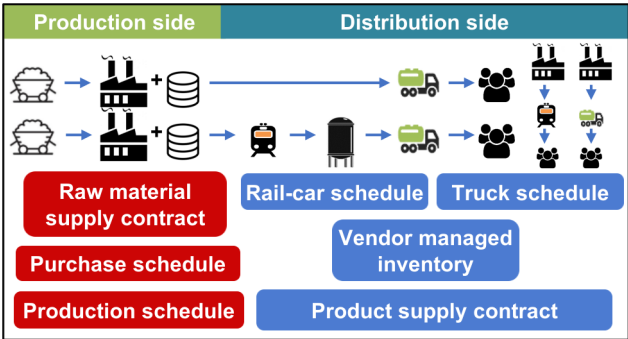 Production side
Distribution side
+
+
Raw material
supply contract
Rail-car schedule
Truck schedule
Purchase schedule
Vendor managed
inventory
Production schedule
Product supply contract